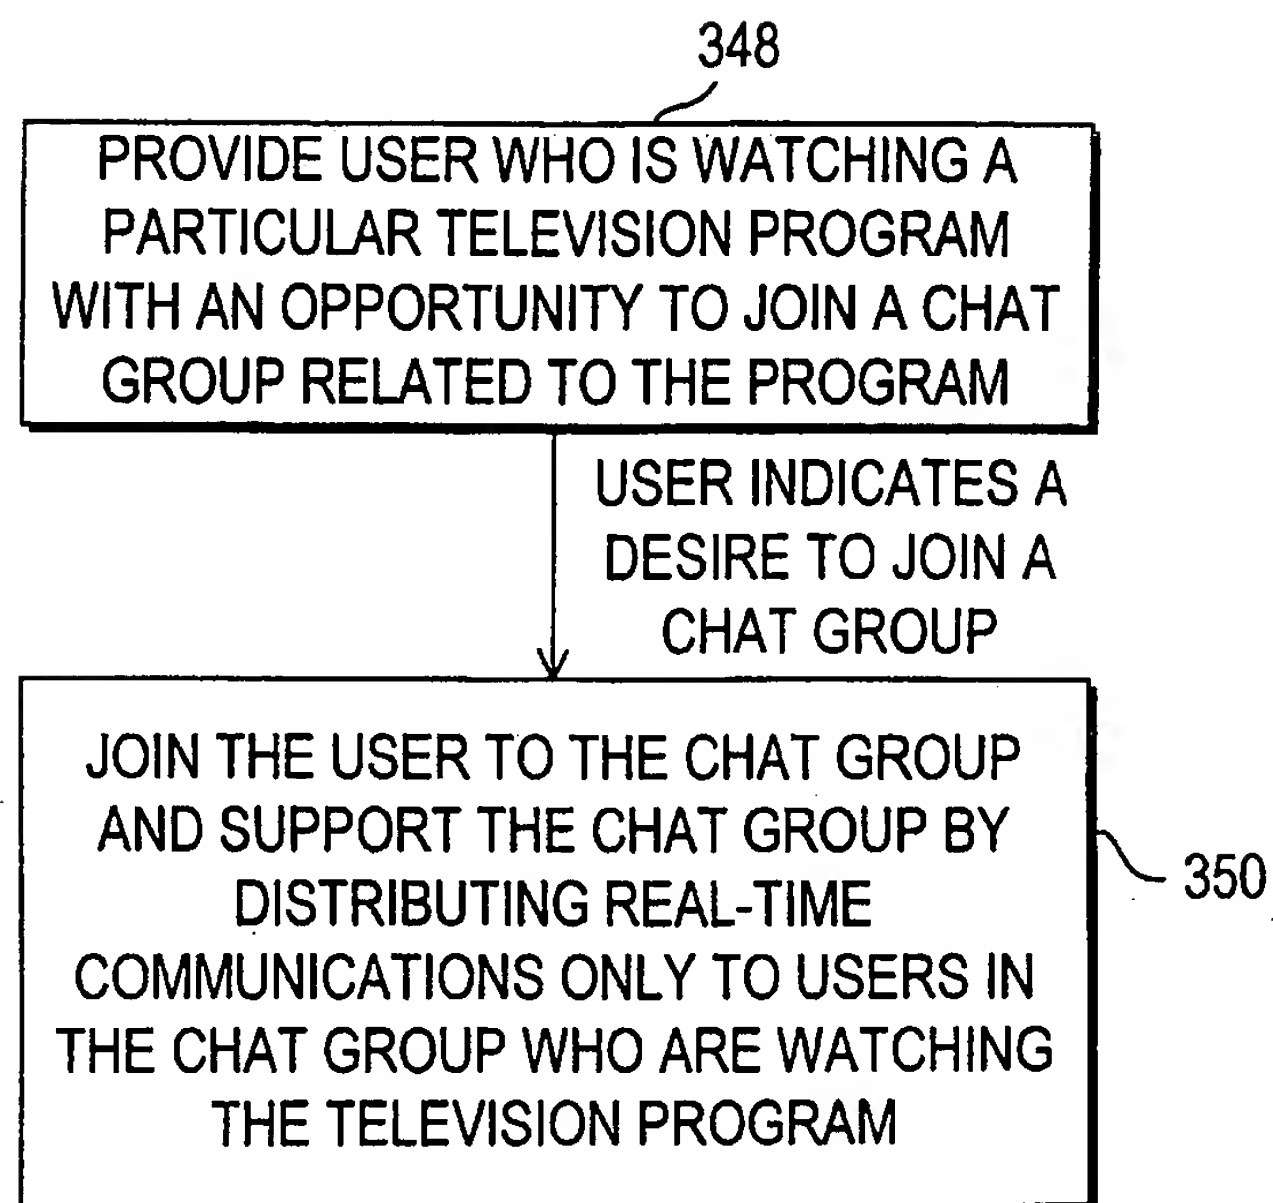 348
PROVIDE USER WHO IS WATCHING A
PARTICULAR TELEVISION PROGRAM
WITH AN OPPORTUNITY TO JOIN A CHAT
GROUP RELATED TO THE PROGRAM
USER INDICATES A
DESIRE TO JOIN A
CHAT GROUP
JOIN THE USER TO THE CHAT GROUP
AND SUPPORT THE CHAT GROUP BY
DISTRIBUTING REAL-TIME
COMMUNICATIONS ONLY TO USERS IN
THE CHAT GROUP WHO ARE WATCHING
THE TELEVISION PROGRAM
350